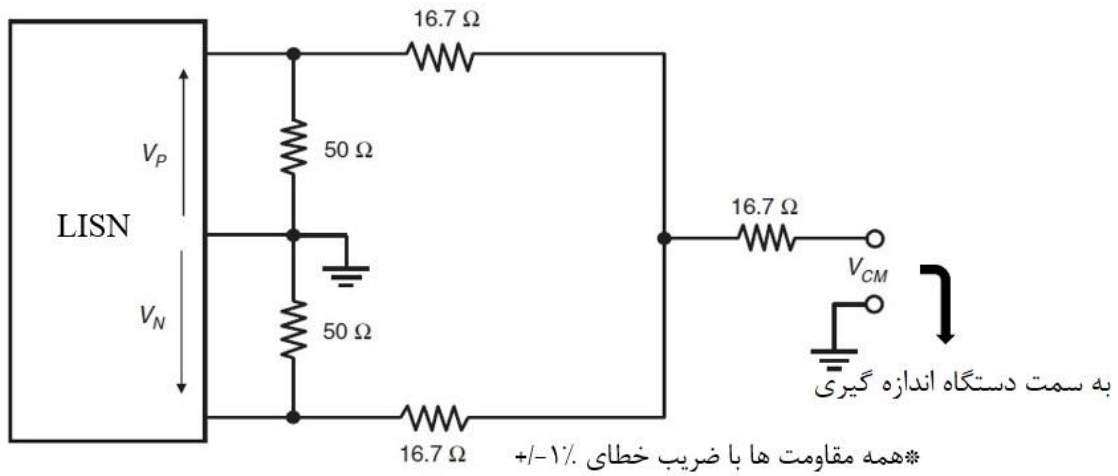 16.7 Ω
V_P
50 Ω
LISN
16.7 Ω
V_CM
V_N
50 Ω
به سمت دستگاه اندازه گیری
16.7 Ω
*همه مقاومت ها با ضریب خطای ۱٪-/+